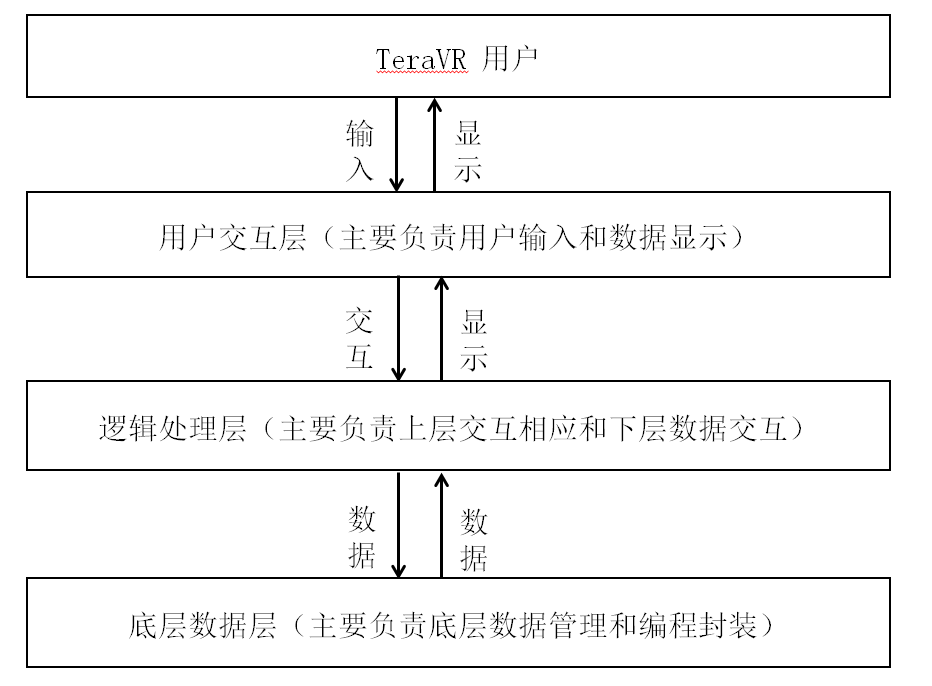 TeraVR 用户
输入
显示
用户交互层（主要负责用户输入和数据显示）
交互
显示
逻辑处理层（主要负责上层交互相应和下层数据交互）
数据
数据
底层数据层（主要负责底层数据管理和编程封装）